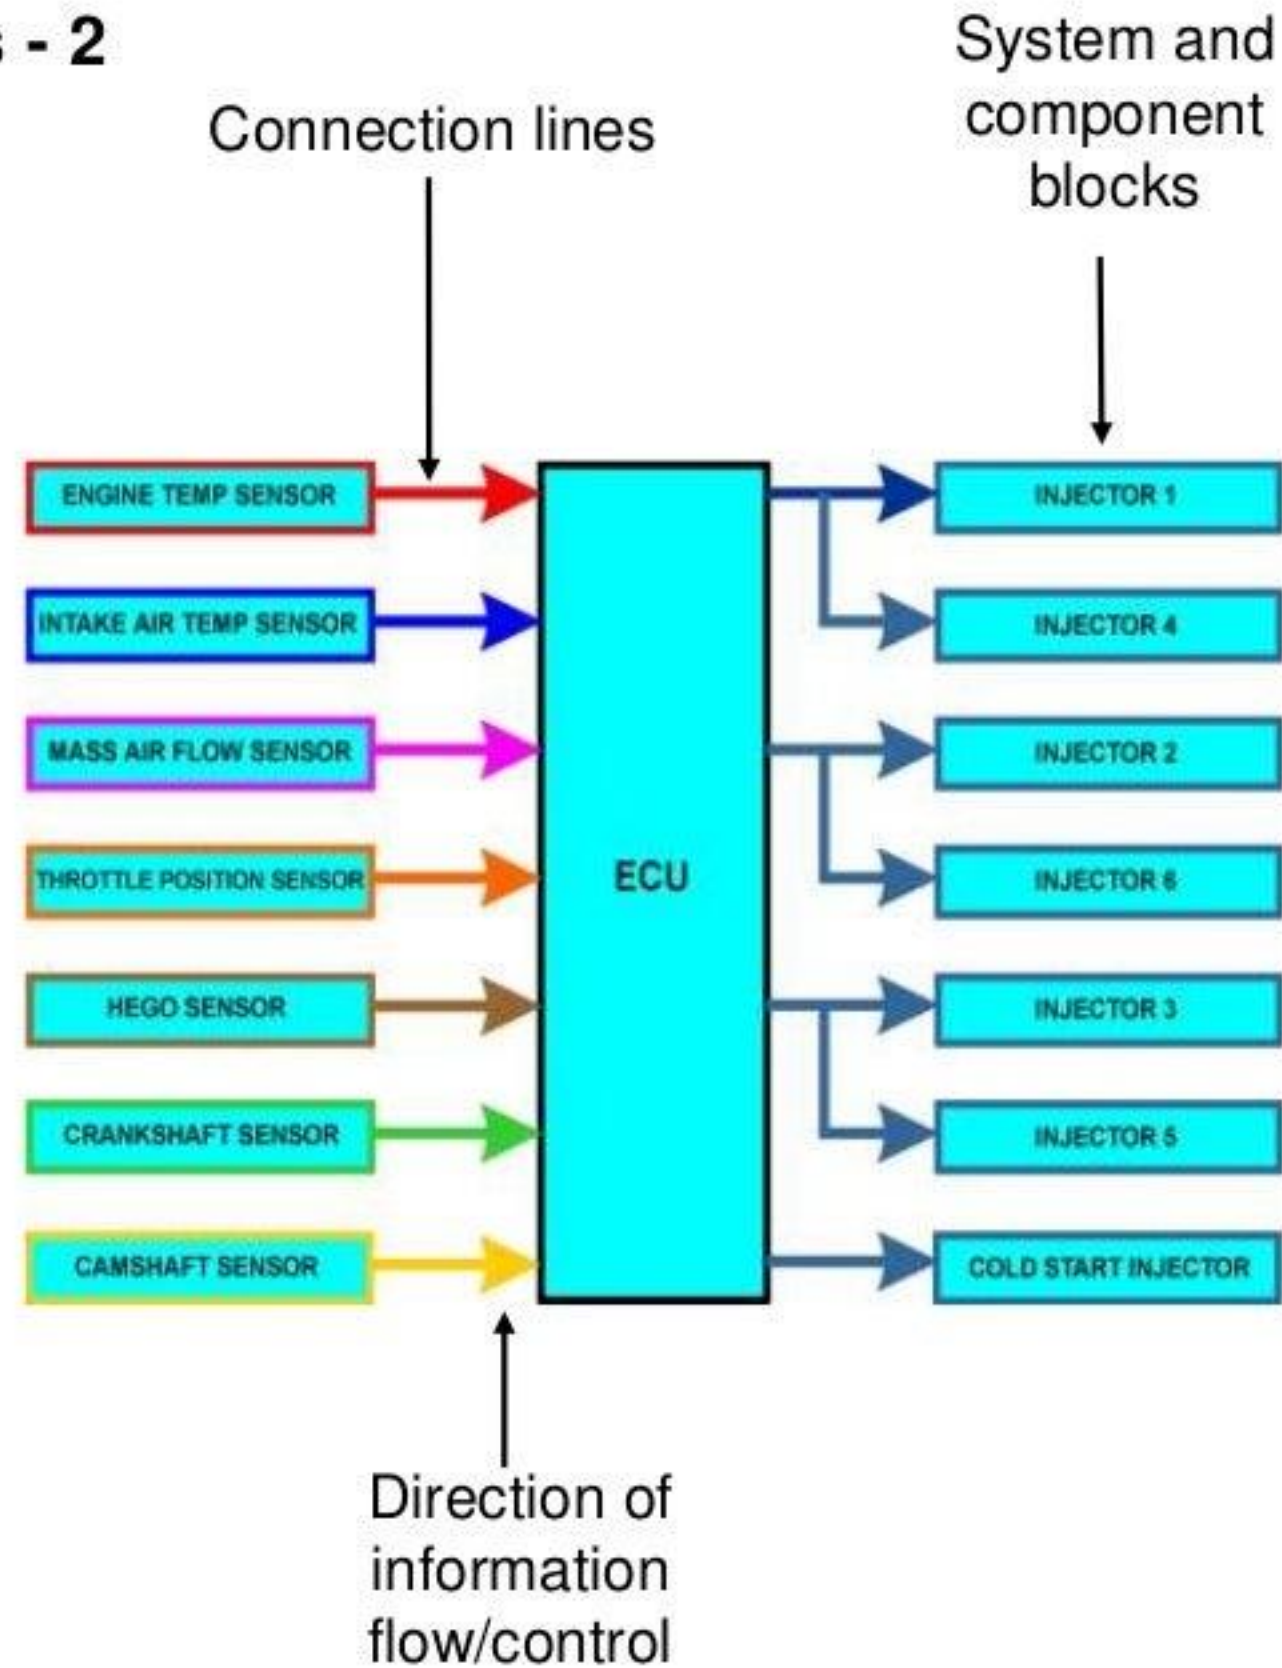 - 2
System and
component
blocks
Connection lines
ENGINE TEMP SENSOR
INTAKE AIR TEMP SENSOR
MASS AIR FLOW SENSOR
THROTTLE POSITION SENSOR
HEGO SENSOR
CRANKSHAFT SENSOR
CAMSHAFT SENSOR
ECU
INJECTOR 1
INJECTOR 4
INJECTOR 2
INJECTOR 6
INJECTOR 3
INJECTOR 5
COLD START INJECTOR
Direction of
information
flow/control